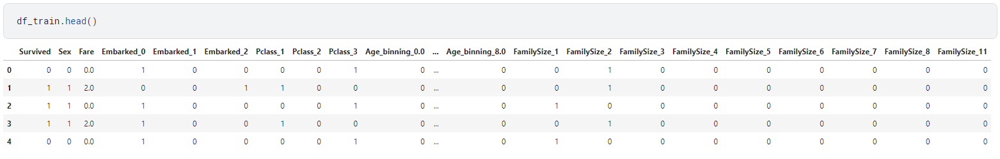 df_train.head()
Survived Sex Fare Embarked_0 Embarked_1 Embarked_2 Pclass_1 Pclass_2 Pclass_3 Age_binning_0.0 ... Age_binning_8.0 FamilySize_1 FamilySize_2 FamilySize_3 FamilySize_4 FamilySize_5 FamilySize_6 FamilySize_7 FamilySize_8 FamilySize_11
0 0 0 0.0 1 0 0 0 0 1 0 ... 0 0 1 0 0 0 0 0 0 0
1 1 1 2.0 0 0 1 1 0 0 0 ... 0 0 1 0 0 0 0 0 0 0
2 1 1 0.0 1 0 0 0 0 1 0 ... 0 1 0 0 0 0 0 0 0 0
3 1 1 2.0 1 0 0 1 0 0 0 ... 0 0 1 0 0 0 0 0 0 0
4 0 0 0.0 1 0 0 0 0 1 0 ... 0 1 0 0 0 0 0 0 0 0